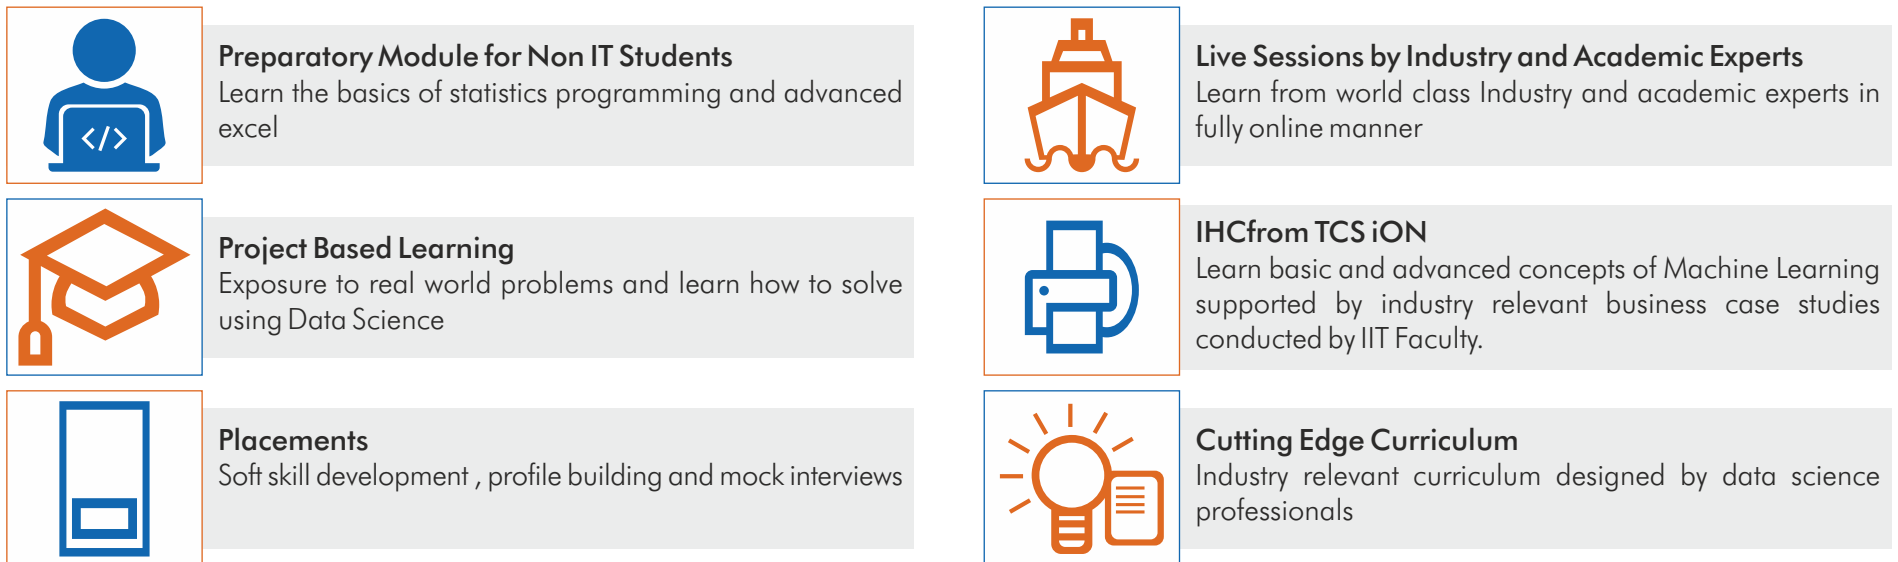 Preparatory Module for Non IT Students
Learn the basics of statistics programming and advanced
excel
Project Based Learning
Exposure to real world problems and learn how to solve
using Data Science
Placements
Soft skill development , profile building and mock interviews
Live Sessions by Industry and Academic Experts
Learn from world class Industry and academic experts in
fully online manner
IHCfrom TCS iON
Learn basic and advanced concepts of Machine Learning
supported by industry relevant business case studies
conducted by IIT Faculty.
Cutting Edge Curriculum
Industry relevant curriculum designed by data science
professionals